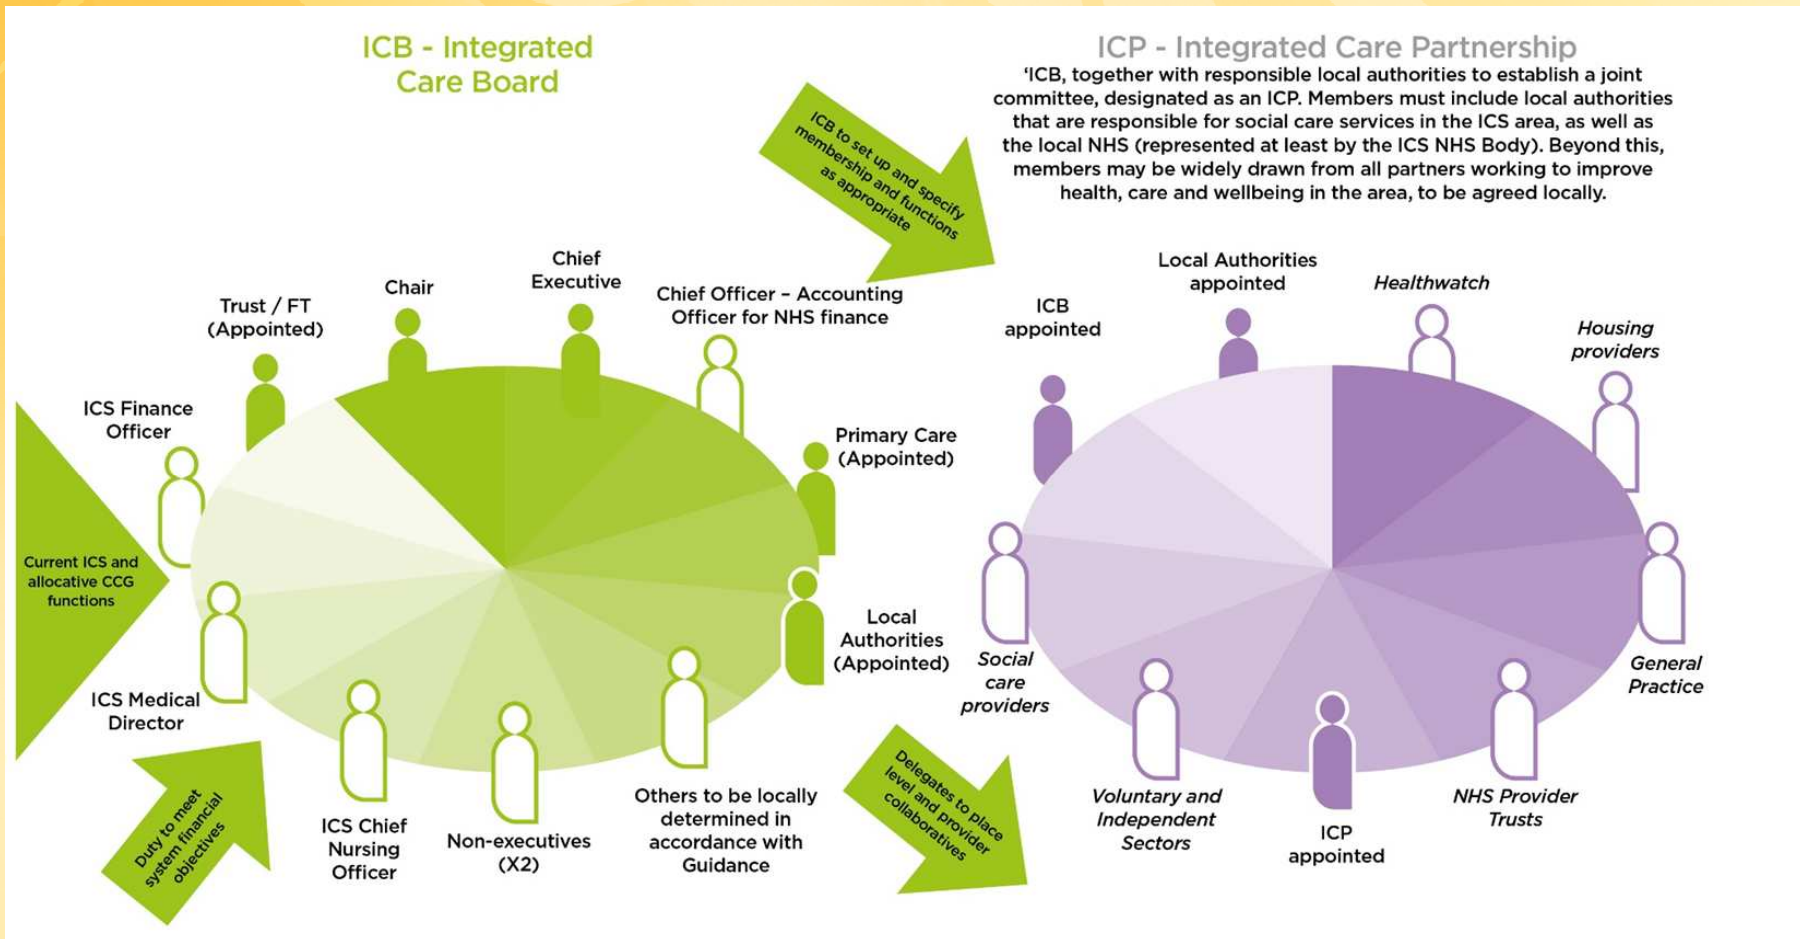 ICB - Integrated
Care Board
ICP - Integrated Care Partnership
‘ICB, together with responsible local authorities to establish a joint
committee, designated as an ICP. Members must include local authorities
that are responsible for social care services in the ICS area, as well as
the local NHS (represented at least by the ICS NHS Body). Beyond this,
members may be widely drawn from all partners working to improve
health, care and wellbeing in the area, to be agreed locally.
ICB to set up and specify
membership and functions
as appropriate
Chair
Chief
Executive
Chief Officer – Accounting
Officer for NHS finance
Trust / FT
(Appointed)
ICS Finance
Officer
Primary Care
(Appointed)
Current ICS and
allocative CCG
functions
Local
Authorities
(Appointed)
ICS Medical
Director
Duty to meet
system financial
objectives
ICS Chief
Nursing
Officer
Non-executives
(X2)
Others to be locally
determined in
accordance with
Guidance
Delegates to place
level and provider
collaboratives
ICB
appointed
Local Authorities
appointed
Healthwatch
Housing
providers
Social
care
providers
General
Practice
Voluntary and
Independent
Sectors
ICP
appointed
NHS Provider
Trusts